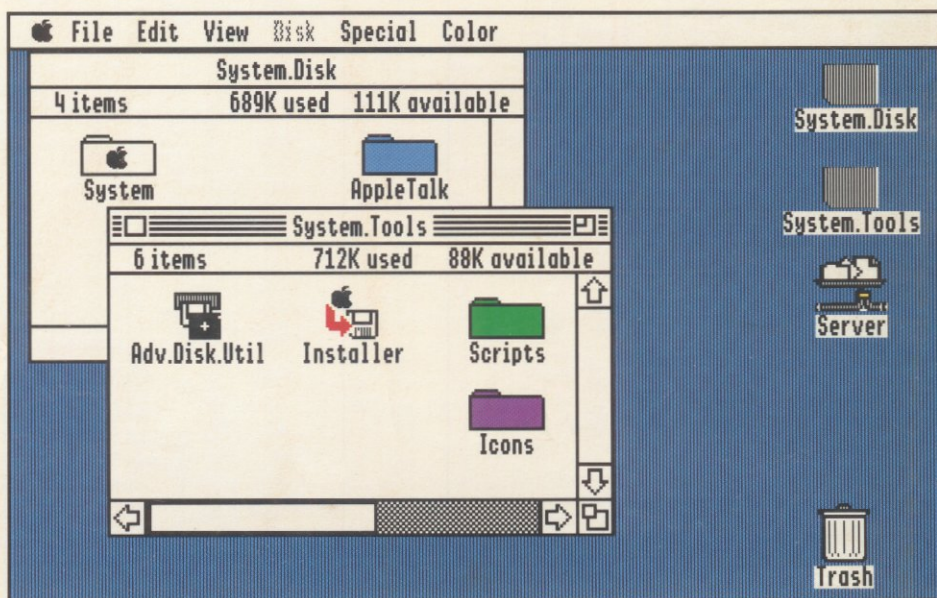 File Edit View Disk Special Color
System.Disk
4 items 689K used 111K available
System
AppleTalk
System.Tools
6 items 712K used 88K available
Adv.Disk.Util
Installer
Scripts
Icons
System.Disk
System.Tools
Server
Trash